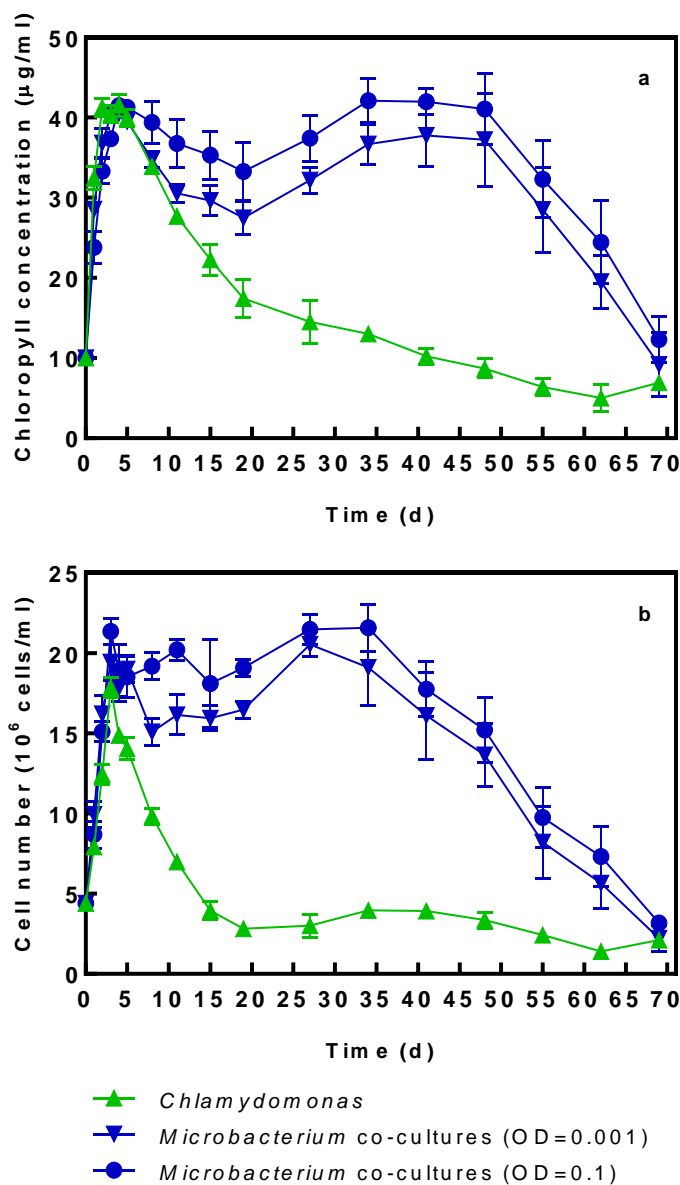 a
Chloropyll concentration (µg/ml)
50
40
30
20
10
0
0 5 10 15 20 25 30 35 40 45 50 55 60 65 70
Time (d)
b
Cell number (10⁶ cells/ml)
25
20
15
10
5
0
0 5 10 15 20 25 30 35 40 45 50 55 60 65 70
Time (d)
Chlamydomonas
Microbacterium co-cultures (OD=0.001)
Microbacterium co-cultures (OD=0.1)